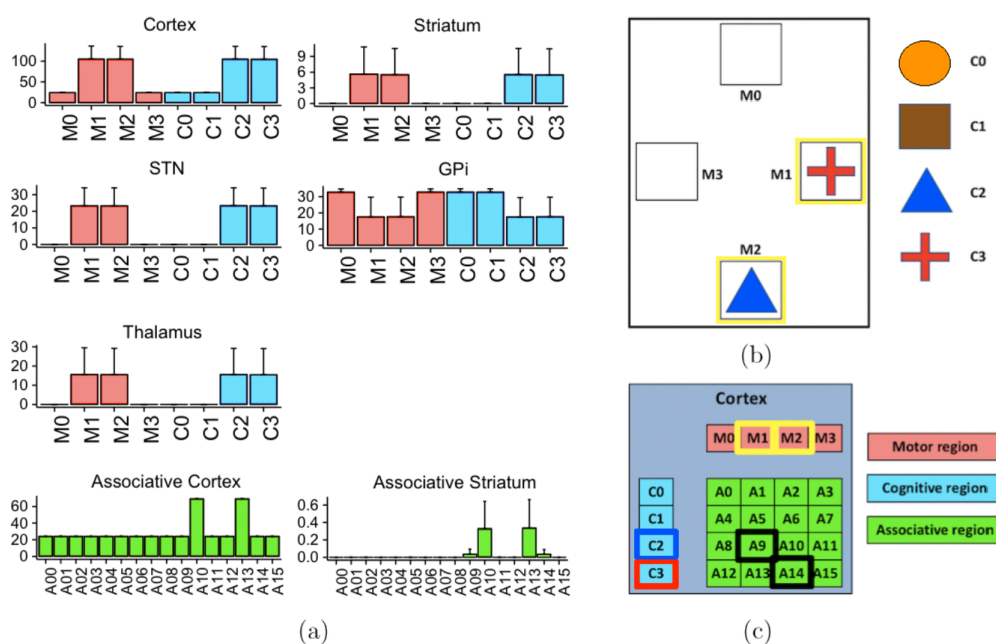 Cortex
100
75
50
25
0
M0 M1 M2 M3 C0 C1 C2 C3
Striatum
9
6
3
0
M0 M1 M2 M3 C0 C1 C2 C3
STN
30
20
10
0
M0 M1 M2 M3 C0 C1 C2 C3
GPi
30
20
10
0
M0 M1 M2 M3 C0 C1 C2 C3
Thalamus
30
20
10
0
M0 M1 M2 M3 C0 C1 C2 C3
Associative Cortex
60
40
20
0
A00 A01 A02 A03 A04 A05 A06 A07 A08 A09 A10 A11 A12 A13 A14 A15
Associative Striatum
0.6
0.4
0.2
0.0
A00 A01 A02 A03 A04 A05 A06 A07 A08 A09 A10 A11 A12 A13 A14 A15
(a)
M0
M3
M1
M2
C0
C1
C2
C3
(b)
Cortex
M0 M1 M2 M3
C0 A0 A1 A2 A3
C1 A4 A5 A6 A7
C2 A8 A9 A10 A11
C3 A12 A13 A14 A15
Motor region
Cognitive region
Associative region
(c)